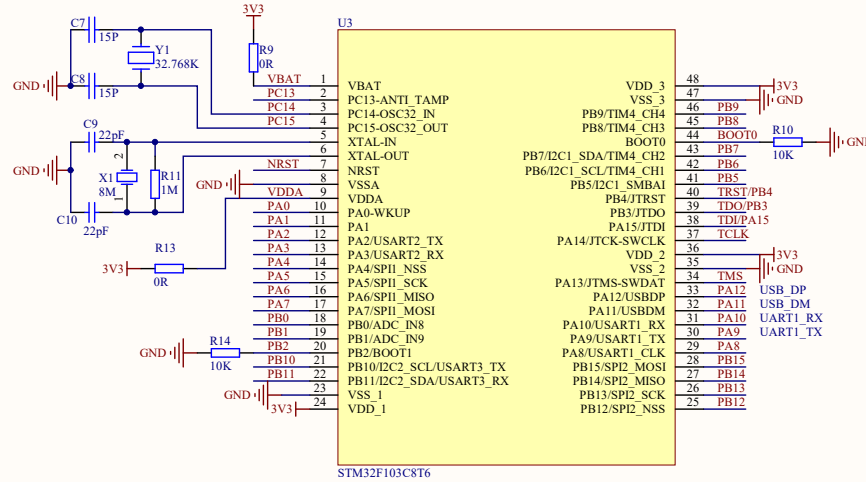 3V3
U3
C7
15P
Y1
32.768K
R9
0R
GND
C8
15P
VBAT 1 VBAT
PC13 2 PC13-ANTI_TAMP
PC14 3 PC14-OSC32_IN
PC15 4 PC15-OSC32_OUT
5 XTAL-IN
6 XTAL-OUT
NRST 7 NRST
GND 8 VSSA
VDDA 9 VDDA
PA0 10 PA0-WKUP
PA1 11 PA1
PA2 12 PA2/USART2_TX
PA3 13 PA3/USART2_RX
PA4 14 PA4/SPI1_NSS
PA5 15 PA5/SPI1_SCK
PA6 16 PA6/SPI1_MISO
PA7 17 PA7/SPI1_MOSI
PB0 18 PB0/ADC_IN8
PB1 19 PB1/ADC_IN9
PB2 20 PB2/BOOT1
PB10 21 PB10/I2C2_SCL/USART3_TX
PB11 22 PB11/I2C2_SDA/USART3_RX
GND 23 VSS_1
3V3 24 VDD_1
C9
22pF
GND
2
X1
8M
1
R11
1M
C10
22pF
R13
3V3
0R
R14
GND
10K
VDD_3 48 3V3
VSS_3 47 GND
PB9/TIM4_CH4 46 PB9
PB8/TIM4_CH3 45 PB8
BOOT0 44 BOOT0
R10
10K
GND
PB7/I2C1_SDA/TIM4_CH2 43 PB7
PB6/I2C1_SCL/TIM4_CH1 42 PB6
PB5/I2C1_SMBAI 41 PB5
PB4/JTRST 40 TRST/PB4
PB3/JTDO 39 TDO/PB3
PA15/JTDI 38 TDI/PA15
PA14/JTCK-SWCLK 37 TCLK
VDD_2 36 3V3
VSS_2 35 GND
PA13/JTMS-SWDAT 34 TMS
PA12/USBDP 33 PA12 USB_DP
PA11/USBDM 32 PA11 USB_DM
PA10/USART1_RX 31 PA10 UART1_RX
PA9/USART1_TX 30 PA9 UART1_TX
PA8/USART1_CLK 29 PA8
PB15/SPI2_MOSI 28 PB15
PB14/SPI2_MISO 27 PB14
PB13/SPI2_SCK 26 PB13
PB12/SPI2_NSS 25 PB12
STM32F103C8T6